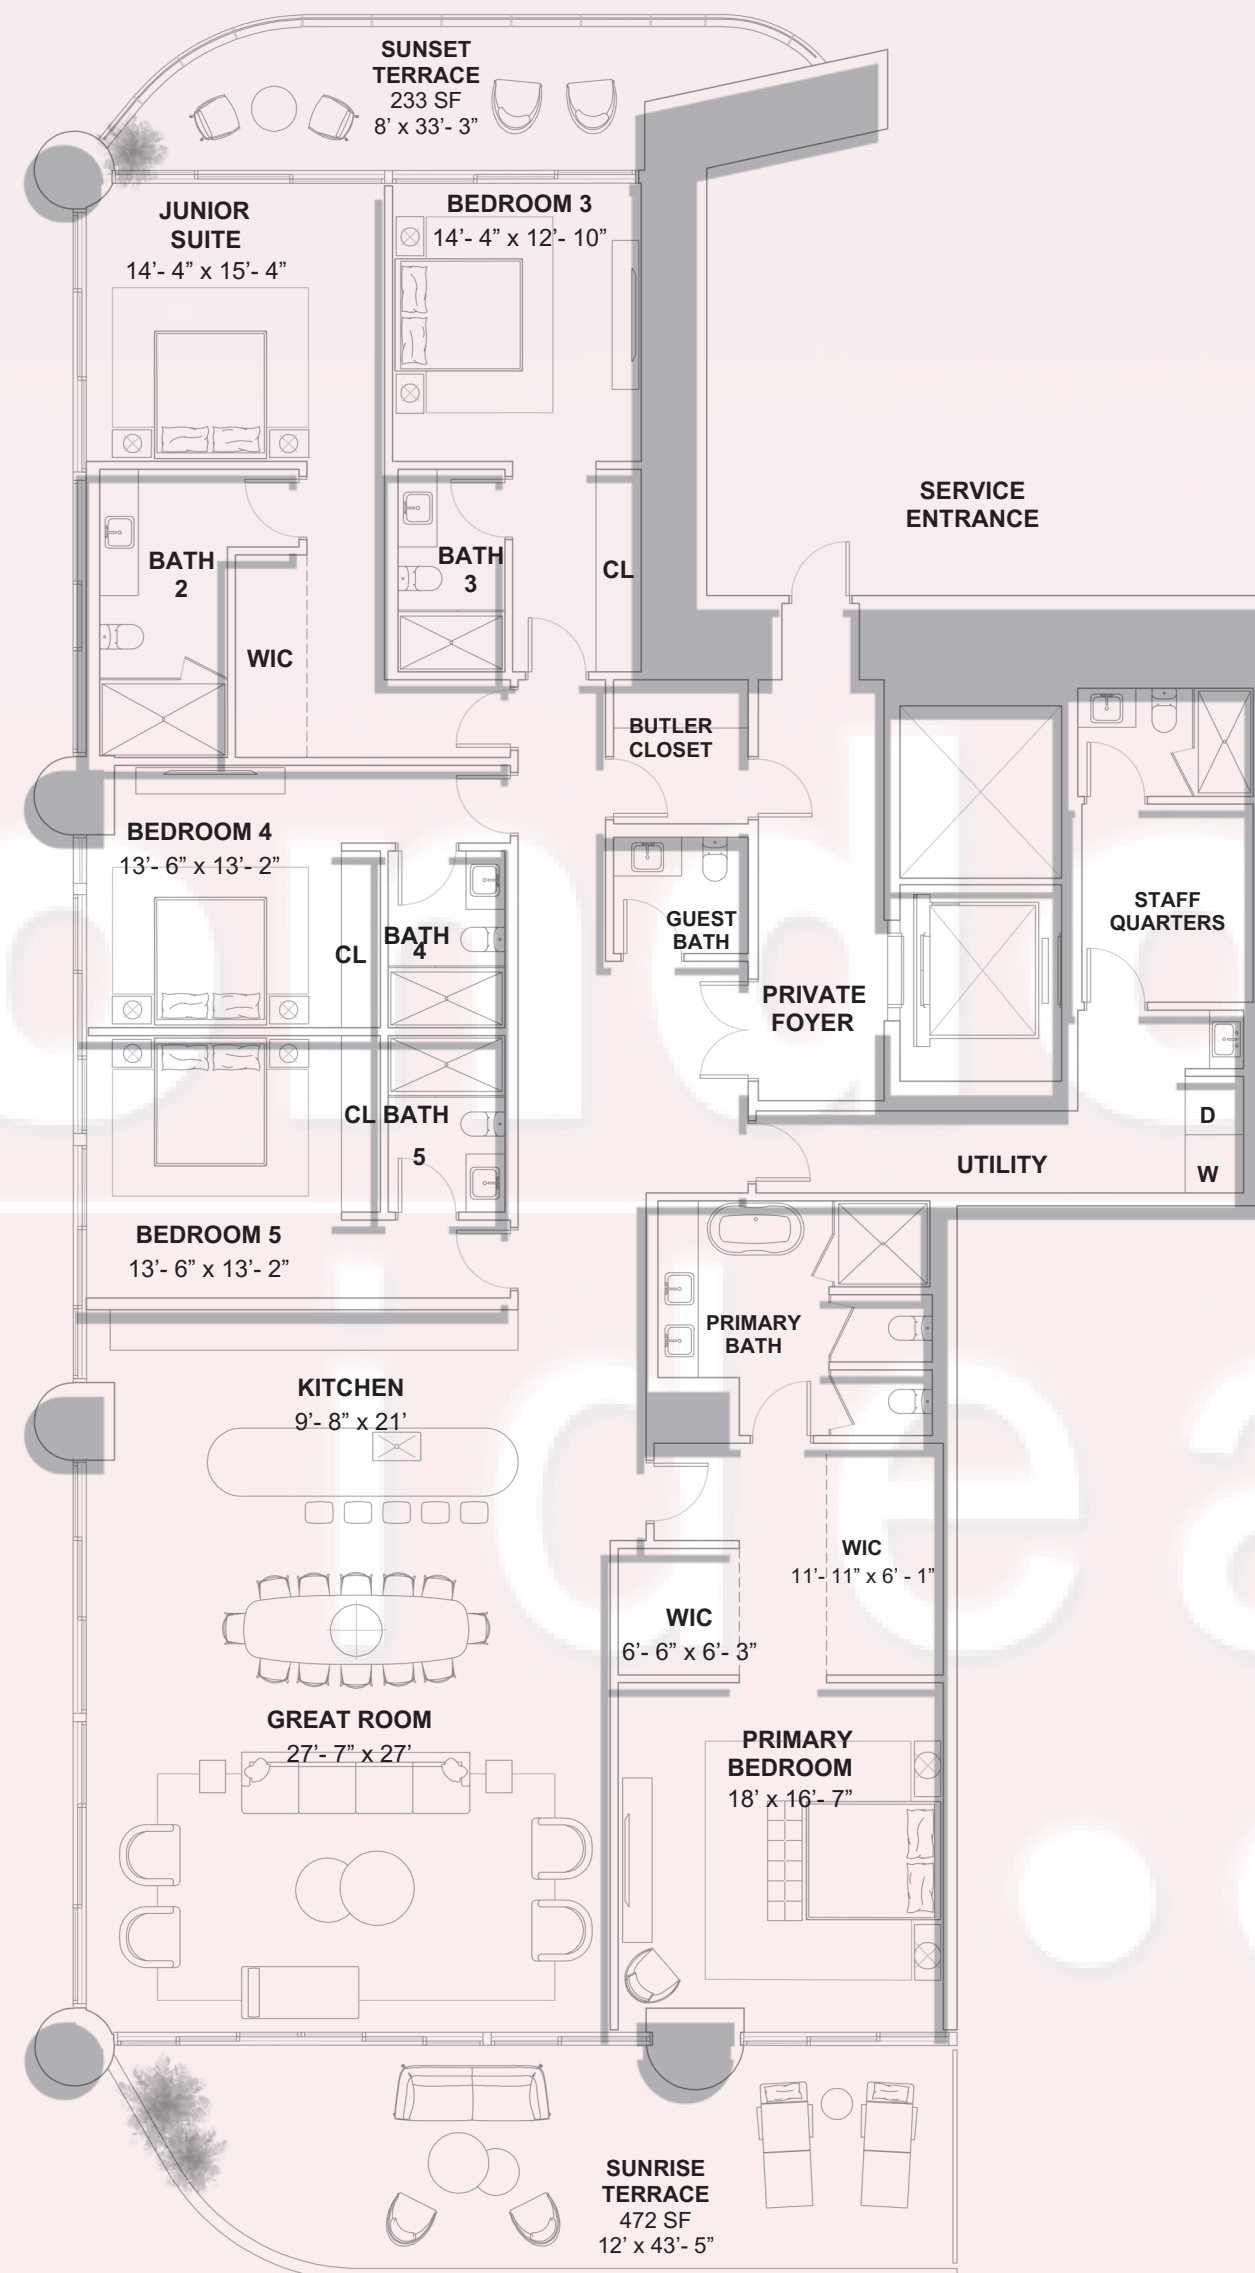 SUNSET
TERRACE
233 SF
8’ x 33’- 3”
JUNIOR
SUITE
14’- 4” x 15’- 4”
BEDROOM 3
14’- 4” x 12’- 10”
SERVICE
ENTRANCE
BATH
2
BATH
3
CL
WIC
BUTLER
CLOSET
BEDROOM 4
13’- 6” x 13’- 2”
CL
BATH
4
GUEST
BATH
STAFF
QUARTERS
PRIVATE
FOYER
CL
BATH
5
D
W
UTILITY
BEDROOM 5
13’- 6” x 13’- 2”
PRIMARY
BATH
KITCHEN
9’- 8” x 21’
WIC
11’- 11” x 6’ - 1”
WIC
6’- 6” x 6’- 3”
GREAT ROOM
27’- 7” x 27’
PRIMARY
BEDROOM
18’ x 16’- 7”
SUNRISE
TERRACE
472 SF
12’ x 43’- 5”